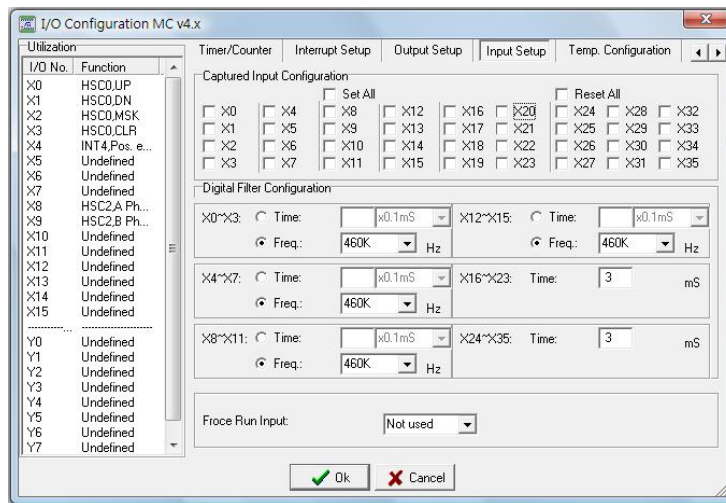 I/O Configuration MC v4.x
Utilization
I/O No. Function
X0 HSC0,UP
X1 HSC0,DN
X2 HSC0,MSK
X3 HSC0,CLR
X4 INT4,Pos. e...
X5 Undefined
X6 Undefined
X7 Undefined
X8 HSC2,A Ph...
X9 HSC2,B Ph...
X10 Undefined
X11 Undefined
X12 Undefined
X13 Undefined
X14 Undefined
X15 Undefined
----------... --------------------
Y0 Undefined
Y1 Undefined
Y2 Undefined
Y3 Undefined
Y4 Undefined
Y5 Undefined
Y6 Undefined
Y7 Undefined
Timer/Counter Interrupt Setup Output Setup Input Setup Temp. Configuration
Captured Input Configuration
Set All Reset All
X0 X4 X8 X12 X16 X20 X24 X28 X32
X1 X5 X9 X13 X17 X21 X25 X29 X33
X2 X6 X10 X14 X18 X22 X26 X30 X34
X3 X7 X11 X15 X19 X23 X27 X31 X35
Digital Filter Configuration
X0~X3: Time: x0.1mS X12~X15: Time: x0.1mS
Freq.: 460K Hz Freq.: 460K Hz
X4~X7: Time: x0.1mS X16~X23: Time: 3 mS
Freq.: 460K Hz
X8~X11: Time: x0.1mS X24~X35: Time: 3 mS
Freq.: 460K Hz
Froce Run Input: Not used
Ok Cancel